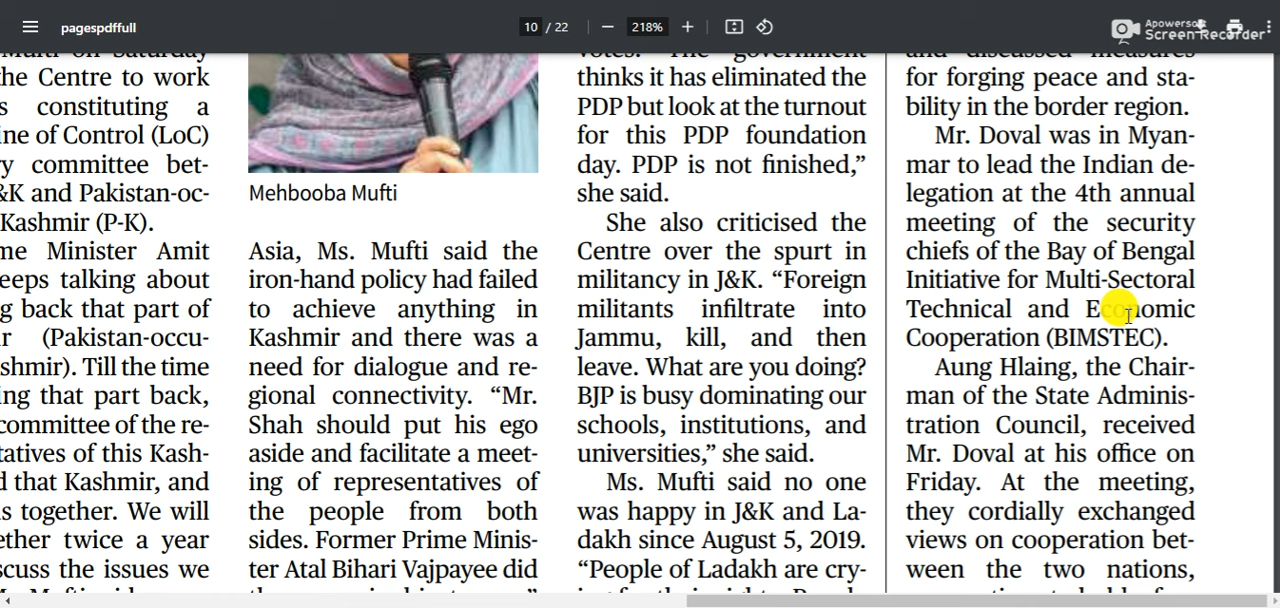 pagespdffull
10 / 22
218%
Apowersoft
Screen Recorder
the Centre to work
s constituting a
ine of Control (LoC)
ry committee bet-
&K and Pakistan-oc-
Kashmir (P-K).
me Minister Amit
eeps talking about
g back that part of
r (Pakistan-occu-
shmir). Till the time
ing that part back,
committee of the re-
tatives of this Kash-
d that Kashmir, and
s together. We will
ether twice a year
scuss the issues we
Mehbooba Mufti
Asia, Ms. Mufti said the
iron-hand policy had failed
to achieve anything in
Kashmir and there was a
need for dialogue and re-
gional connectivity. “Mr.
Shah should put his ego
aside and facilitate a meet-
ing of representatives of
the people from both
sides. Former Prime Minis-
ter Atal Bihari Vajpayee did
votes. The government
thinks it has eliminated the
PDP but look at the turnout
for this PDP foundation
day. PDP is not finished,”
she said.
She also criticised the
Centre over the spurt in
militancy in J&K. “Foreign
militants infiltrate into
Jammu, kill, and then
leave. What are you doing?
BJP is busy dominating our
schools, institutions, and
universities,” she said.
Ms. Mufti said no one
was happy in J&K and La-
dakh since August 5, 2019.
“People of Ladakh are cry-
and discussed measures
for forging peace and sta-
bility in the border region.
Mr. Doval was in Myan-
mar to lead the Indian de-
legation at the 4th annual
meeting of the security
chiefs of the Bay of Bengal
Initiative for Multi-Sectoral
Technical and Economic
Cooperation (BIMSTEC).
Aung Hlaing, the Chair-
man of the State Adminis-
tration Council, received
Mr. Doval at his office on
Friday. At the meeting,
they cordially exchanged
views on cooperation bet-
ween the two nations,